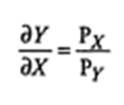 ∂Y/∂X = P_X/P_Y